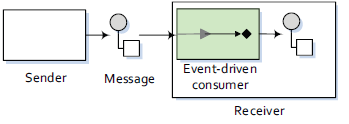 Sender
Message
Event-driven
consumer
Receiver